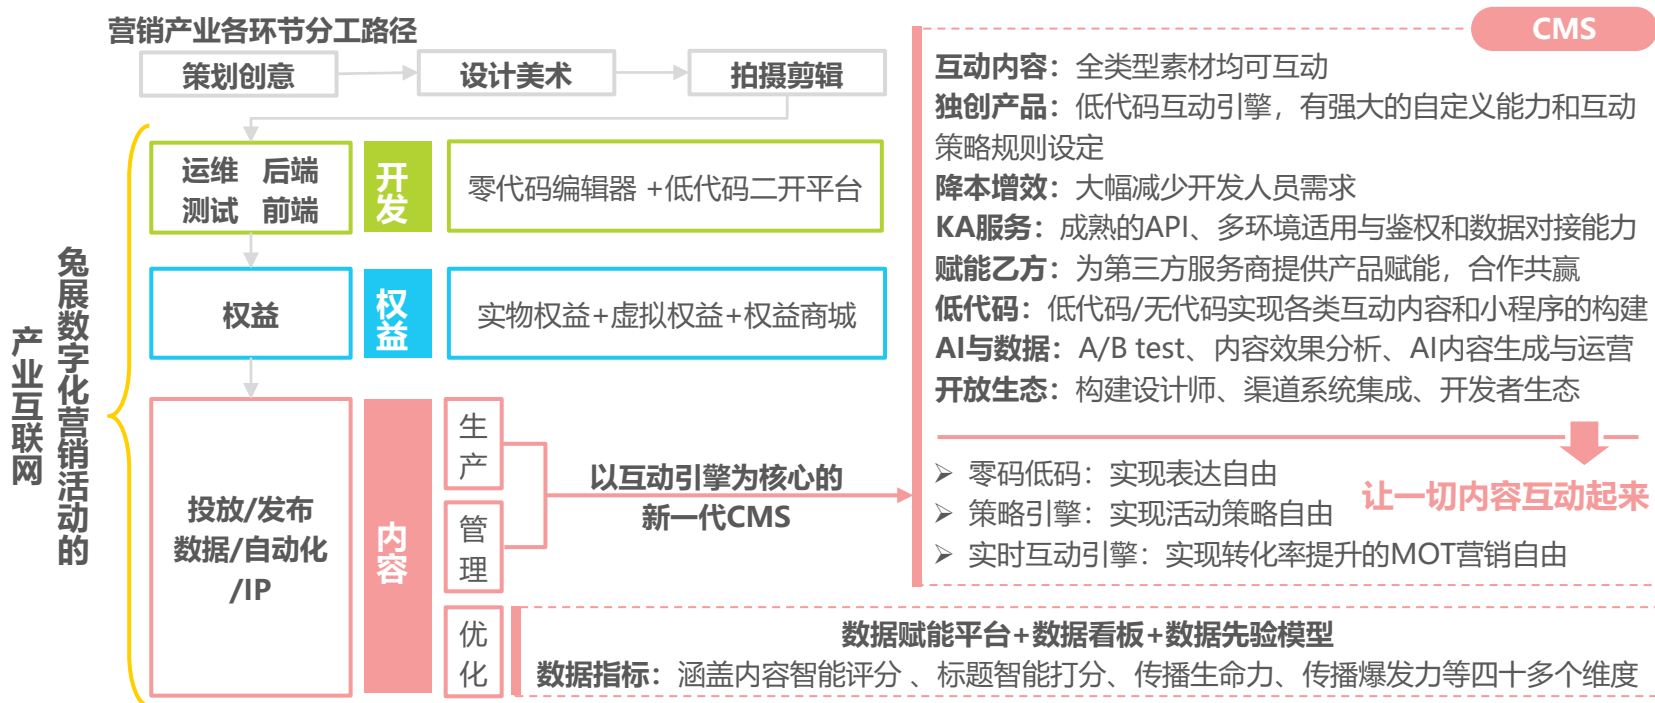 营销产业各环节分工路径
策划创意
设计美术
拍摄剪辑
兔展数字化营销活动的
产业互联网
运维 后端
测试 前端
开发
零代码编辑器 +低代码二开平台
权益
权益
实物权益+虚拟权益+权益商城
投放/发布
数据/自动化
/IP
内容
生产
管理
优化
以互动引擎为核心的
新一代CMS
CMS
互动内容：全类型素材均可互动
独创产品：低代码互动引擎，有强大的自定义能力和互动
策略规则设定
降本增效：大幅减少开发人员需求
KA服务：成熟的API、多环境适用与鉴权和数据对接能力
赋能乙方：为第三方服务商提供产品赋能，合作共赢
低代码：低代码/无代码实现各类互动内容和小程序的构建
AI与数据：A/B test、内容效果分析、AI内容生成与运营
开放生态：构建设计师、渠道系统集成、开发者生态
➢ 零码低码：实现表达自由
➢ 策略引擎：实现活动策略自由
➢ 实时互动引擎：实现转化率提升的MOT营销自由
让一切内容互动起来
数据赋能平台+数据看板+数据先验模型
数据指标：涵盖内容智能评分 、标题智能打分、传播生命力、传播爆发力等四十多个维度